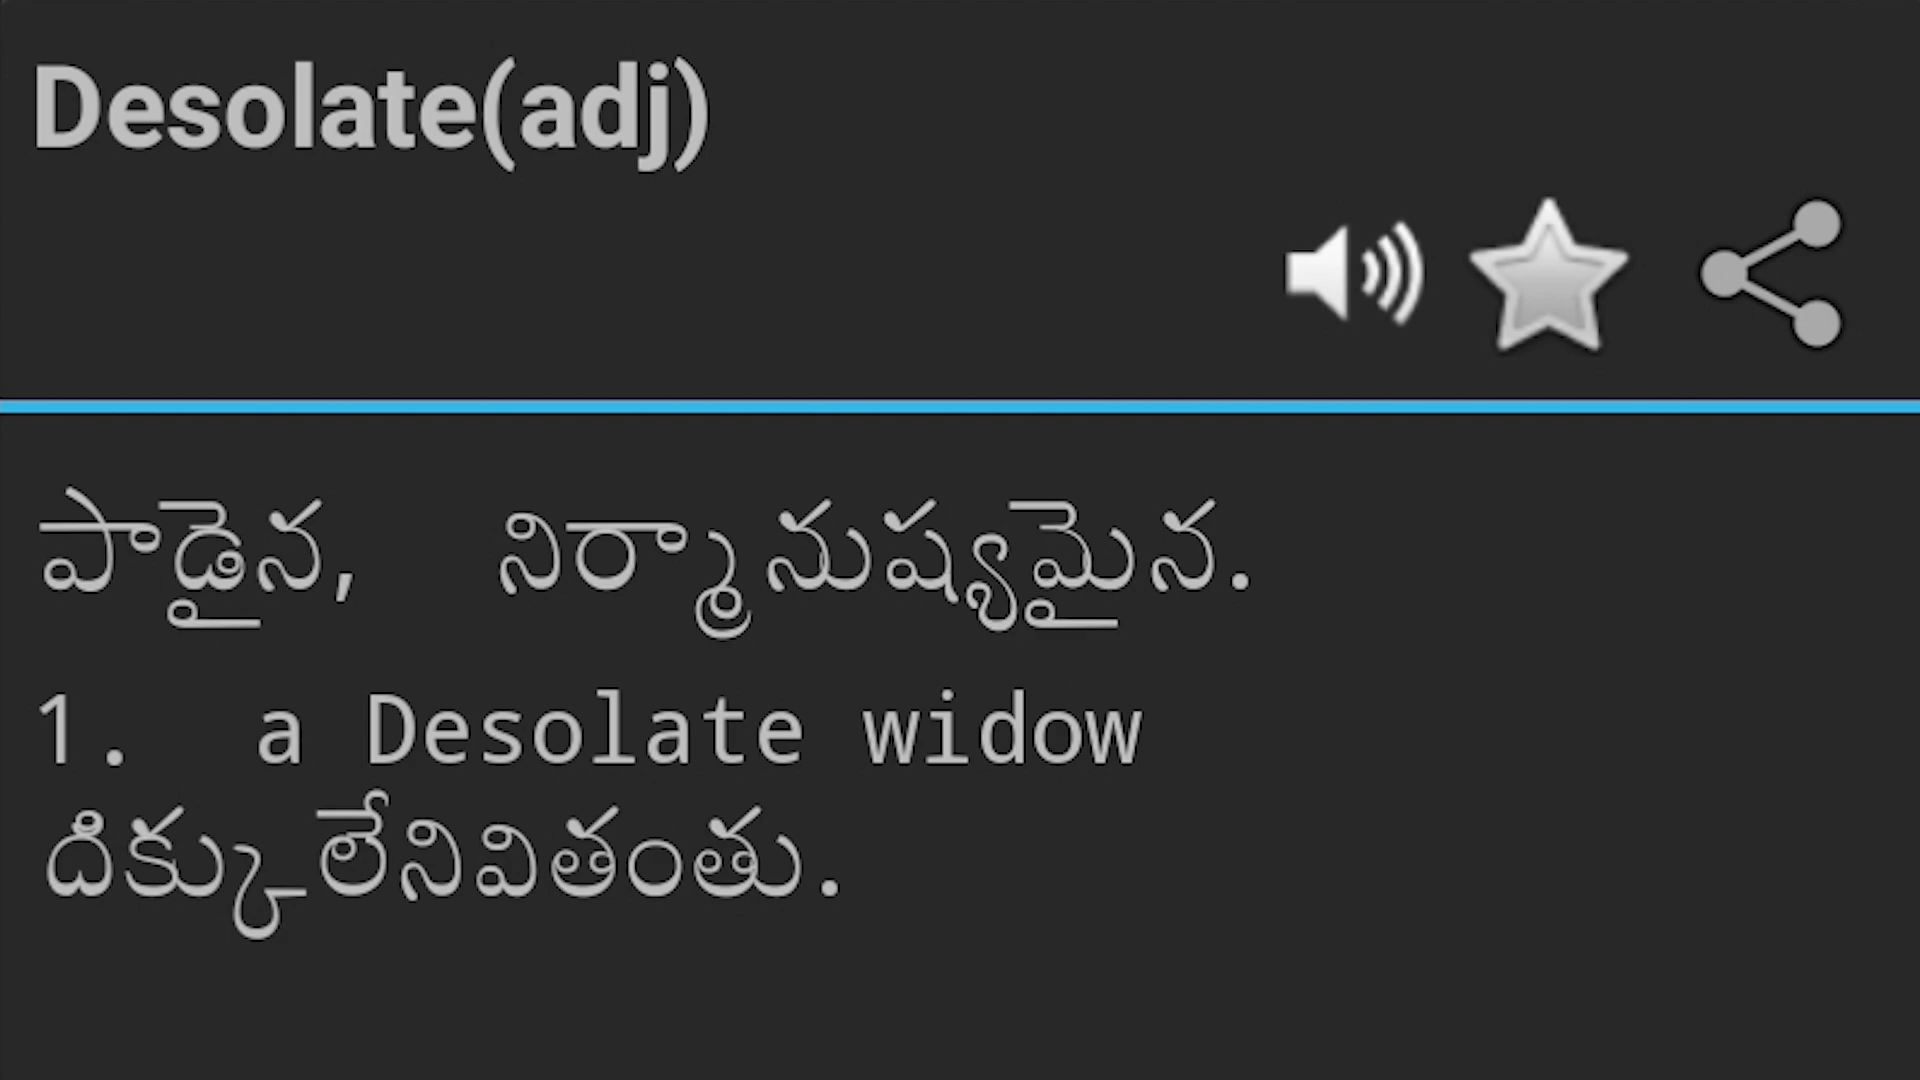 Desolate(adj)
పాడైన, నిర్మానుష్యమైన.
1. a Desolate widow
దిక్కులేనివితంతు.